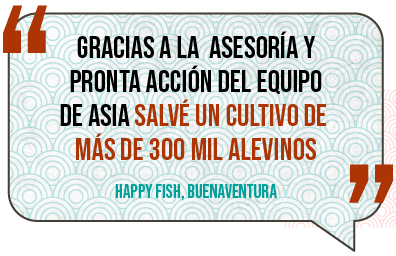 GRACIAS A LA ASESORÍA Y
PRONTA ACCIÓN DEL EQUIPO
DE ASIA SALVÉ UN CULTIVO DE
MÁS DE 300 MIL ALEVINOS
HAPPY FISH, BUENAVENTURA